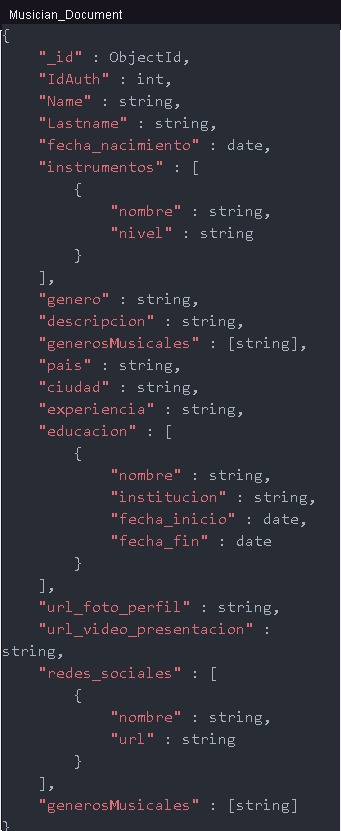 Musician_Document
{
"_id" : ObjectId,
"IdAuth" : int,
"Name" : string,
"Lastname" : string,
"fecha_nacimiento" : date,
"instrumentos" : [
{
"nombre" : string,
"nivel" : string
}
],
"genero" : string,
"descripcion" : string,
"generosMusicales" : [string],
"pais" : string,
"ciudad" : string,
"experiencia" : string,
"educacion" : [
{
"nombre" : string,
"institucion" : string,
"fecha_inicio" : date,
"fecha_fin" : date
}
],
"url_foto_perfil" : string,
"url_video_presentacion" :
string,
"redes_sociales" : [
{
"nombre" : string,
"url" : string
}
],
"generosMusicales" : [string]
}